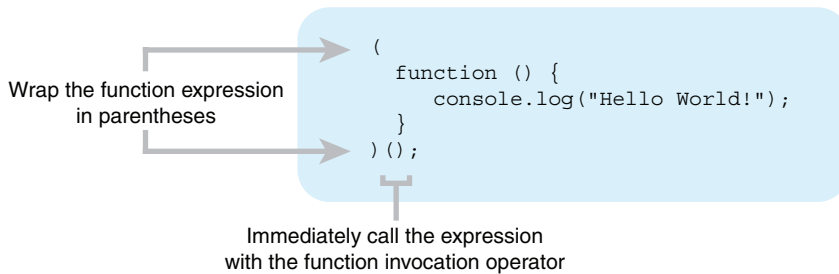 (
function () {
console.log("Hello World!");
}
)();
Wrap the function expression
in parentheses
Immediately call the expression
with the function invocation operator